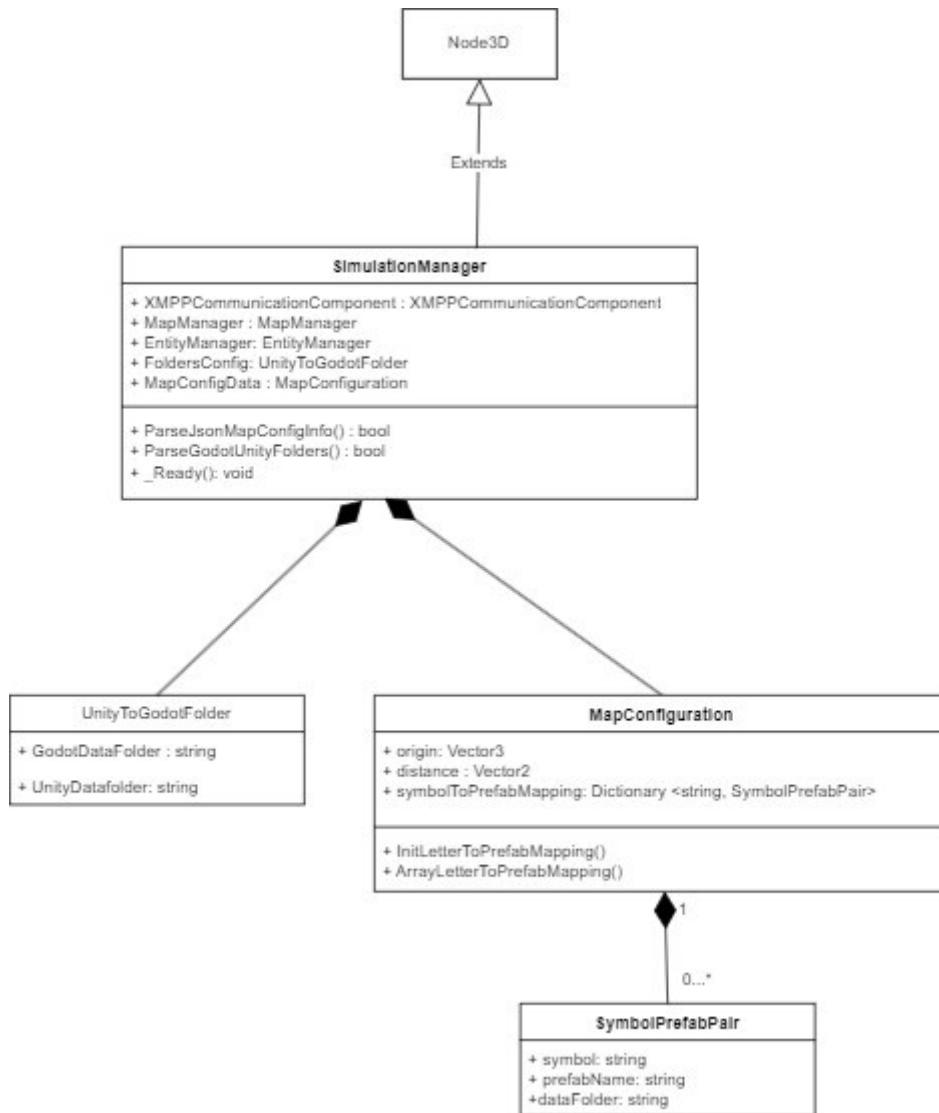 Node3D
Extends
SimulationManager
+ XMPPCommunicationComponent : XMPPCommunicationComponent
+ MapManager : MapManager
+ EntityManager: EntityManager
+ FoldersConfig: UnityToGodotFolder
+ MapConfigData : MapConfiguration
+ ParseJsonMapConfigInfo() : bool
+ ParseGodotUnityFolders() : bool
+ _Ready(): void
UnityToGodotFolder
+ GodotDataFolder : string
+ UnityDatafolder: string
MapConfiguration
+ origin: Vector3
+ distance : Vector2
+ symbolToPrefabMapping: Dictionary <string, SymbolPrefabPair>
+ InitLetterToPrefabMapping()
+ ArrayLetterToPrefabMapping()
1
0...*
SymbolPrefabPair
+ symbol: string
+ prefabName: string
+dataFolder: string